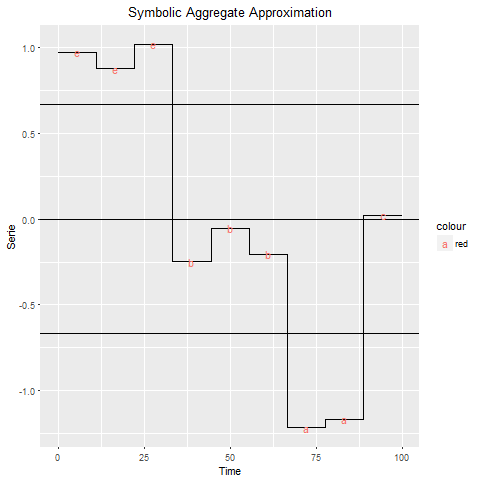 Symbolic Aggregate Approximation
1.0
0.5
0.0
-0.5
-1.0
Serie
e
e
e
b
b
b
a
a
c
0
25
50
75
100
Time
colour
a red